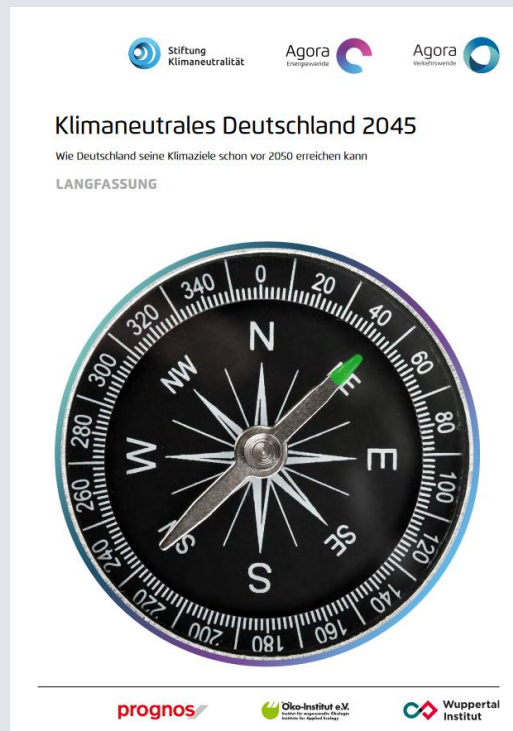 Stiftung
Klimaneutralität
Agora
Energiewende
Agora
Verkehrswende
Klimaneutrales Deutschland 2045
Wie Deutschland seine Klimaziele schon vor 2050 erreichen kann
LANGFASSUNG
0
20
40
60
80
100
120
140
160
180
200
220
240
260
280
300
320
340
N
E
SE
S
W
NW
prognos
Öko-Institut e.V.
Institut für angewandte Ökologie
Institute for Applied Ecology
Wuppertal
Institut